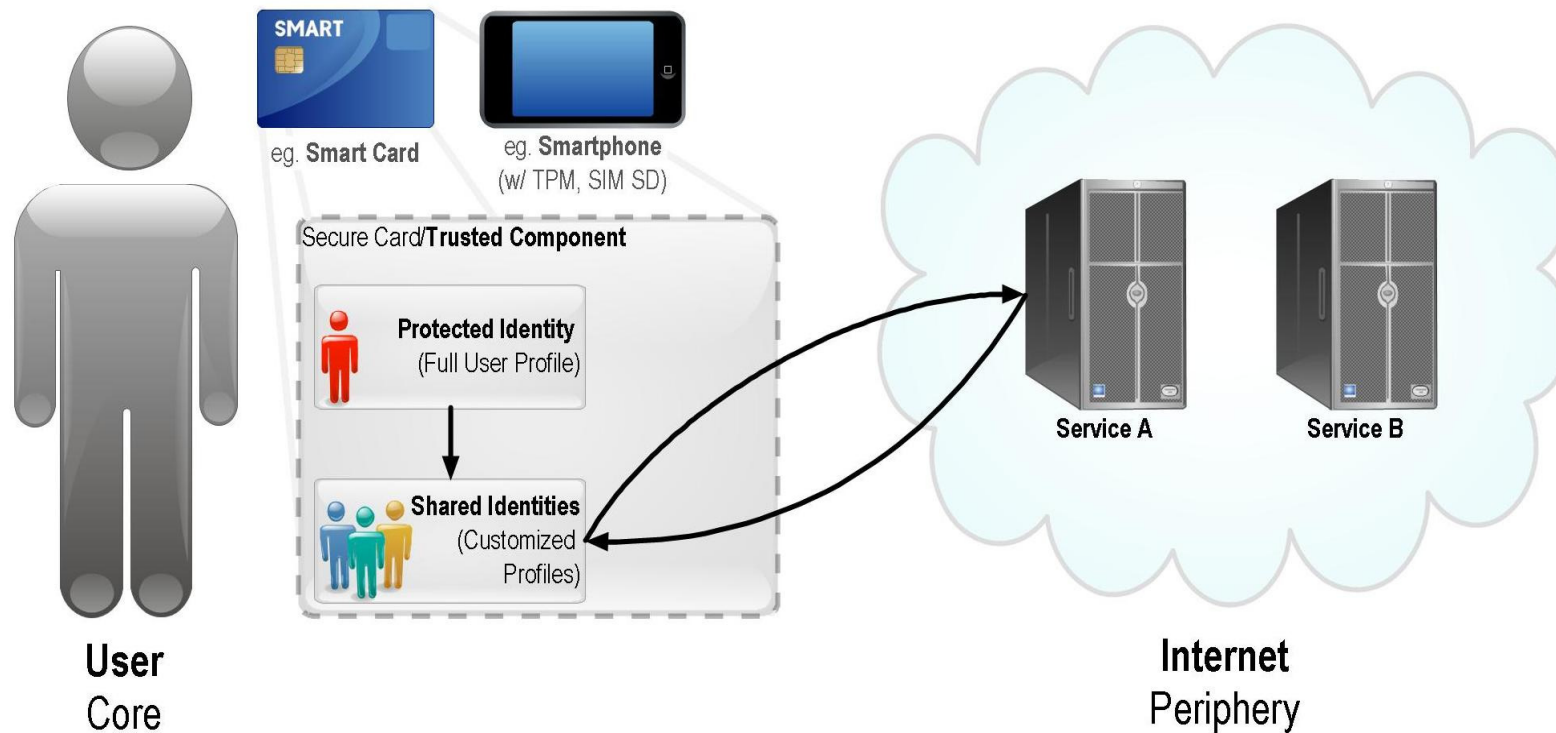 SMART
eg. Smart Card
eg. Smartphone
(w/ TPM, SIM SD)
Secure Card/Trusted Component
Protected Identity
(Full User Profile)
Shared Identities
(Customized
Profiles)
Service A
Service B
User
Core
Internet
Periphery